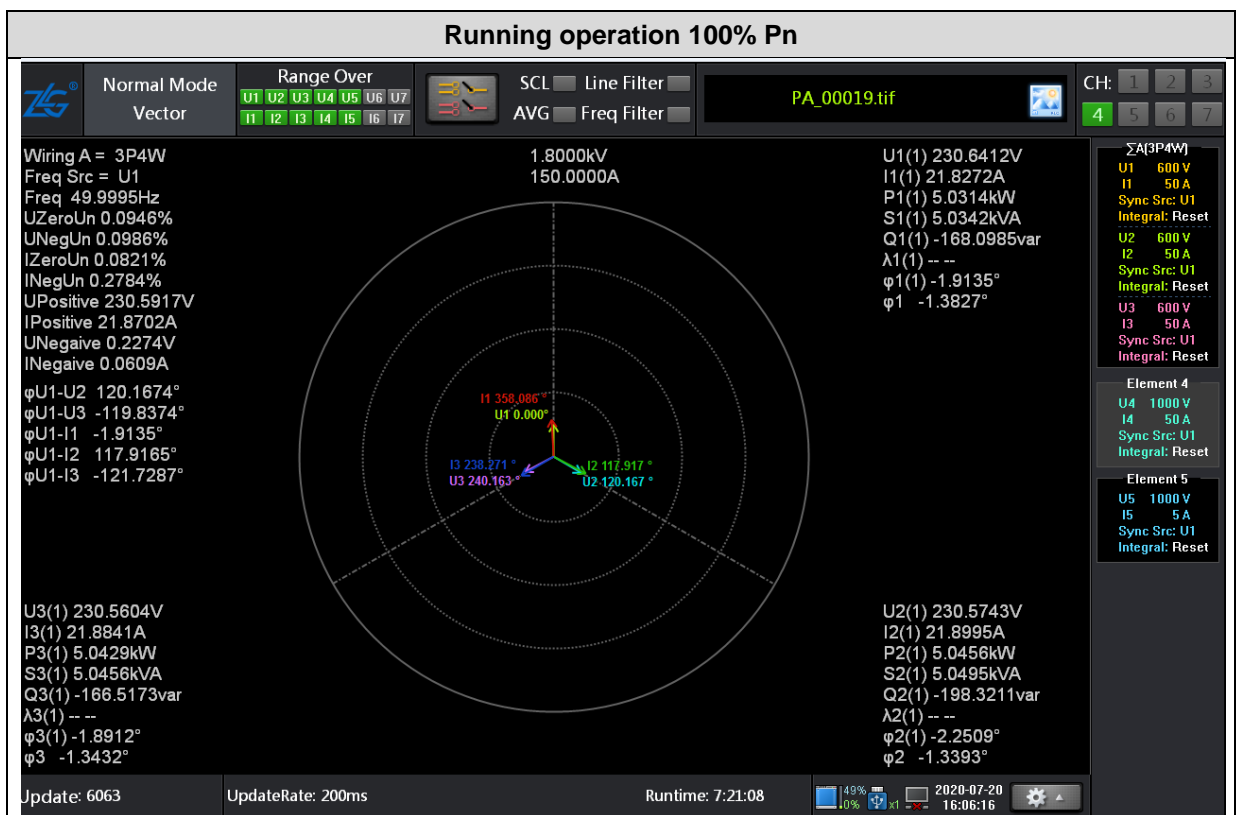 Running operation 100% Pn
ZLG®
Normal Mode
Vector
Range Over
U1 U2 U3 U4 U5 U6 U7
I1 I2 I3 I4 I5 I6 I7
SCL Line Filter
AVG Freq Filter
PA_00019.tif
CH: 1 2 3
4 5 6 7
Wiring A = 3P4W
Freq Src = U1
Freq 49.9995Hz
UZeroUn 0.0946%
UNegUn 0.0986%
IZeroUn 0.0821%
INegUn 0.2784%
UPositive 230.5917V
IPositive 21.8702A
UNegaive 0.2274V
INegaive 0.0609A
φU1-U2 120.1674°
φU1-U3 -119.8374°
φU1-I1 -1.9135°
φU1-I2 117.9165°
φU1-I3 -121.7287°
1.8000kV
150.0000A
U1(1) 230.6412V
I1(1) 21.8272A
P1(1) 5.0314kW
S1(1) 5.0342kVA
Q1(1) -168.0985var
λ1(1) -- --
φ1(1) -1.9135°
φ1 -1.3827°
I1 358.086 °
U1 0.000°
I3 238.271 °
U3 240.163 °
I2 117.917 °
U2 120.167 °
U3(1) 230.5604V
I3(1) 21.8841A
P3(1) 5.0429kW
S3(1) 5.0456kVA
Q3(1) -166.5173var
λ3(1) -- --
φ3(1) -1.8912°
φ3 -1.3432°
U2(1) 230.5743V
I2(1) 21.8995A
P2(1) 5.0456kW
S2(1) 5.0495kVA
Q2(1) -198.3211var
λ2(1) -- --
φ2(1) -2.2509°
φ2 -1.3393°
∑A(3P4W)
U1 600 V
I1 50 A
Sync Src: U1
Integral: Reset
U2 600 V
I2 50 A
Sync Src: U1
Integral: Reset
U3 600 V
I3 50 A
Sync Src: U1
Integral: Reset
Element 4
U4 1000 V
I4 50 A
Sync Src: U1
Integral: Reset
Element 5
U5 1000 V
I5 5 A
Sync Src: U1
Integral: Reset
Update: 6063
UpdateRate: 200ms
Runtime: 7:21:08
49%
.0%
x1
2020-07-20
16:06:16